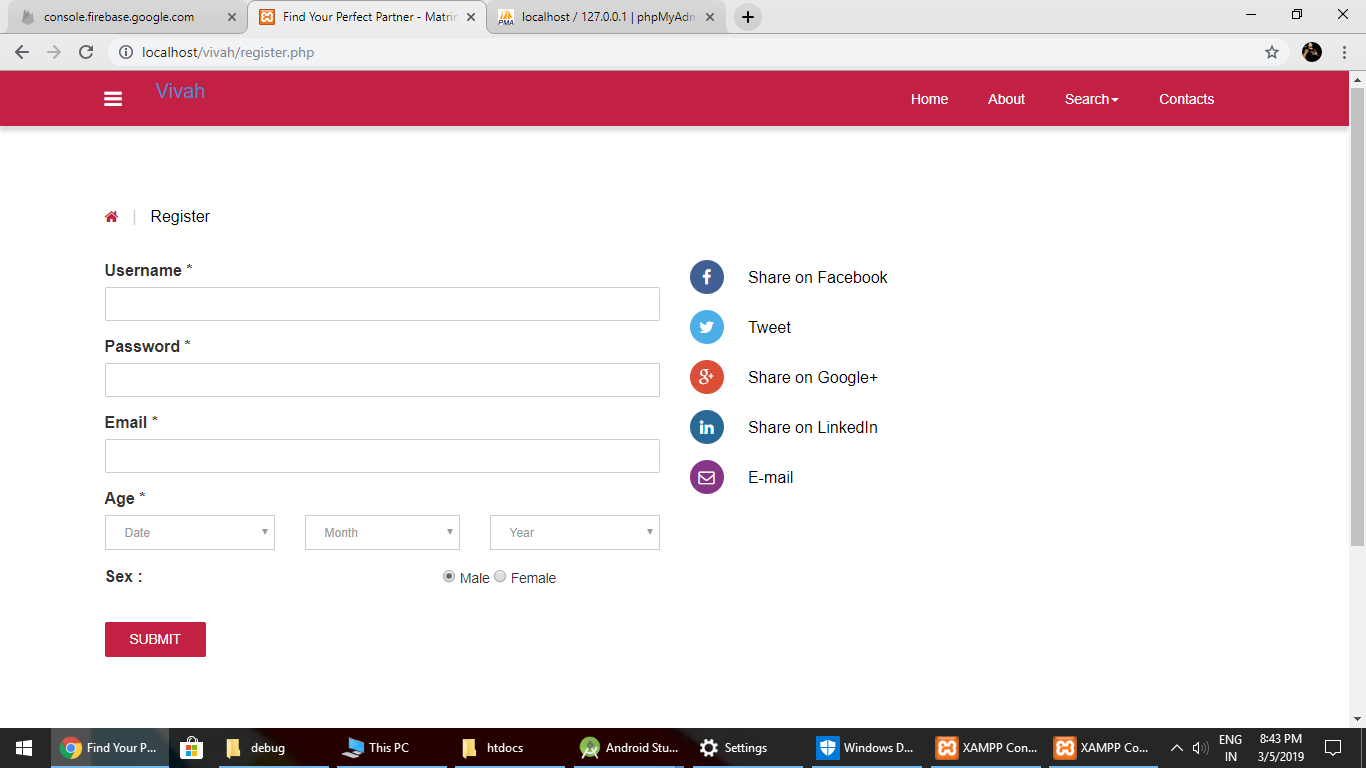 console.firebase.google.com
Find Your Perfect Partner - Matrin
localhost / 127.0.0.1 | phpMyAdm
localhost/vivah/register.php
Vivah
Home
About
Search
Contacts
| Register
Username *
Password *
Email *
Age *
Date
Month
Year
Sex :
Male
Female
SUBMIT
Share on Facebook
Tweet
Share on Google+
Share on LinkedIn
E-mail
Find Your P...
debug
This PC
htdocs
Android Stu...
Settings
Windows D...
XAMPP Con...
XAMPP Co...
ENG
IN
8:43 PM
3/5/2019